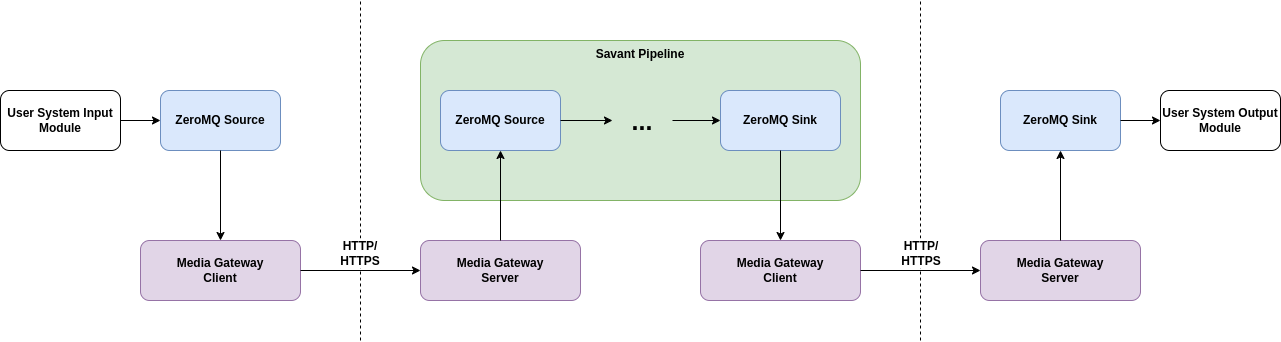 Savant Pipeline
User System Input
Module
ZeroMQ Source
ZeroMQ Source
...
ZeroMQ Sink
ZeroMQ Sink
User System Output
Module
Media Gateway
Client
HTTP/
HTTPS
Media Gateway
Server
Media Gateway
Client
HTTP/
HTTPS
Media Gateway
Server